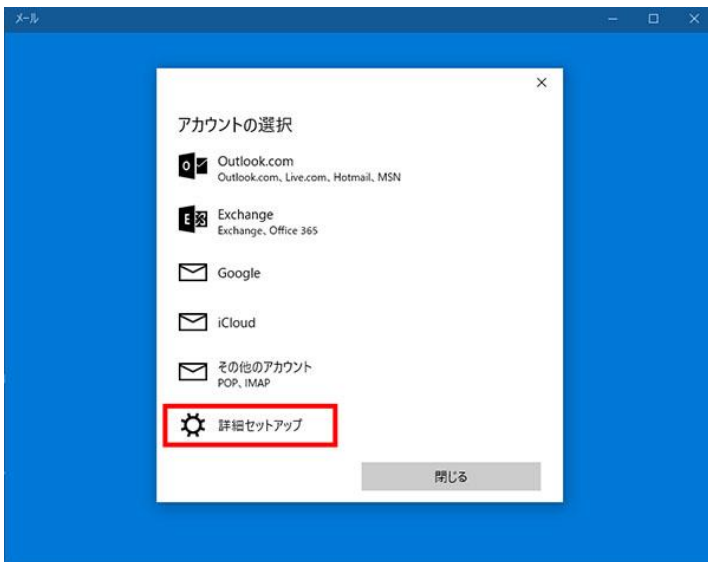 メール
アカウントの選択
Outlook.com
Outlook.com、Live.com、Hotmail、MSN
Exchange
Exchange、Office 365
Google
iCloud
その他のアカウント
POP、IMAP
詳細セットアップ
閉じる